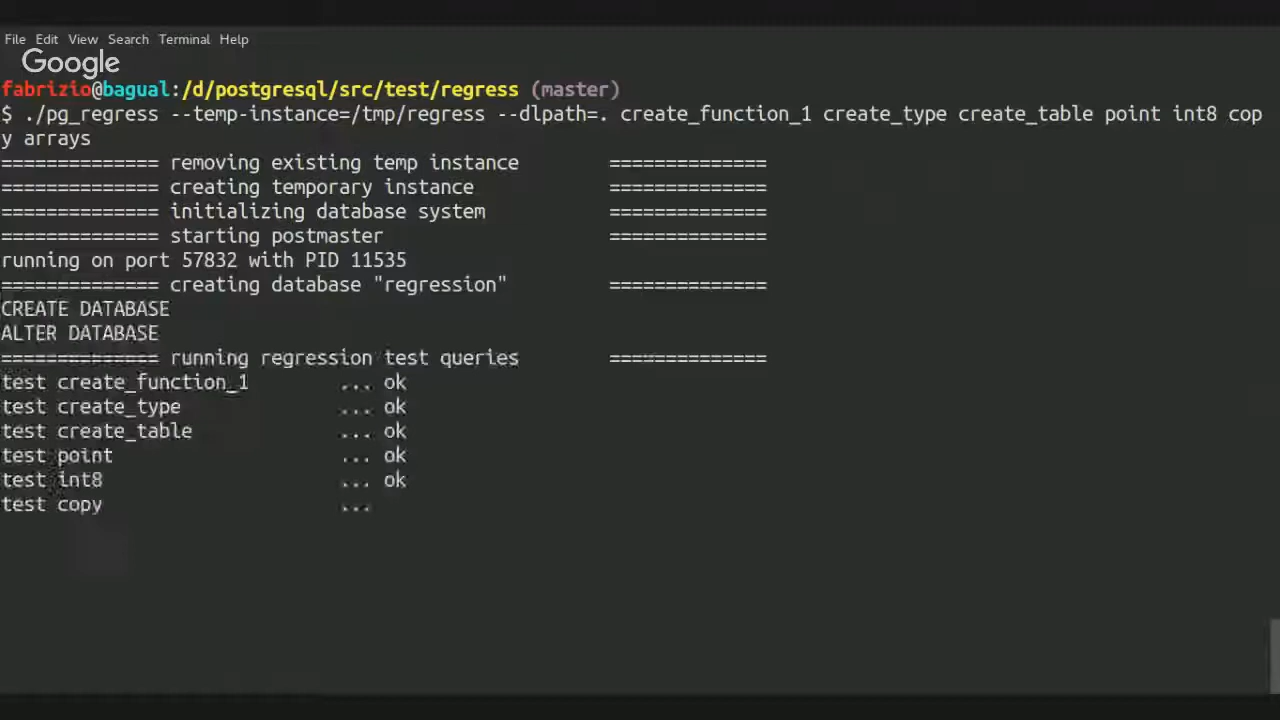 File Edit View Search Terminal Help
Google
fabrizio@bagual:/d/postgresql/src/test/regress (master)
$ ./pg_regress --temp-instance=/tmp/regress --dlpath=. create_function_1 create_type create_table point int8 cop
y arrays
============== removing existing temp instance ==============
============== creating temporary instance ==============
============== initializing database system ==============
============== starting postmaster ==============
running on port 57832 with PID 11535
============== creating database "regression" ==============
CREATE DATABASE
ALTER DATABASE
============== running regression test queries ==============
test create_function_1 ... ok
test create_type ... ok
test create_table ... ok
test point ... ok
test int8 ... ok
test copy ...